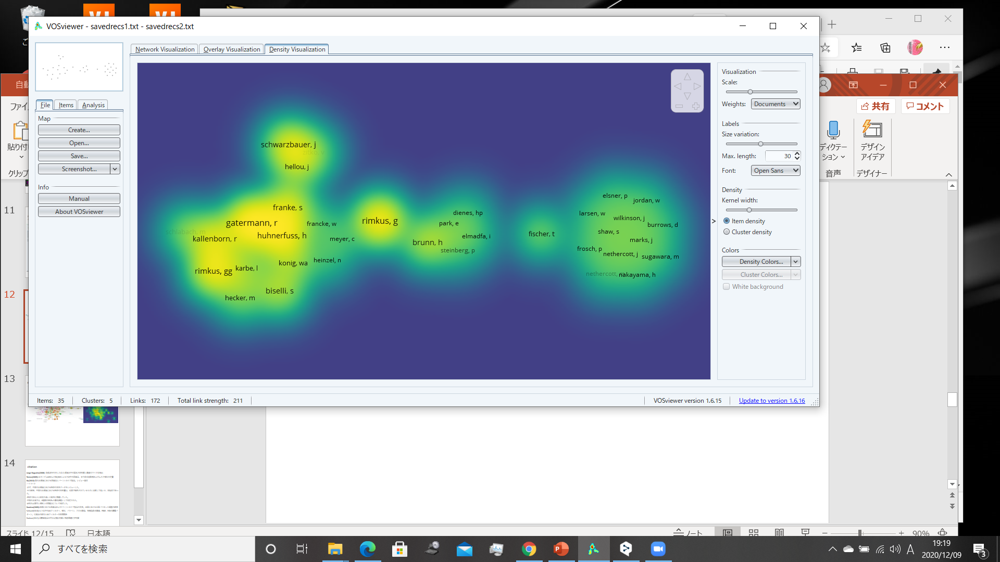 VOSviewer - savedrecs1.txt - savedrecs2.txt
Network Visualization
Overlay Visualization
Density Visualization
File
Items
Analysis
Map
Create...
Open...
Save...
Screenshot...
Info
Manual
About VOSviewer
schwarzbauer, j
zitko, v
hellou, j
franke, s
gatermann, r
francke, w
schlabach, m
kallenborn, r
huhnerfuss, h
meyer, c
rimkus, g
dienes, hp
park, e
elmadfa, i
brunn, h
steinberg, p
heinzel, n
konig, wa
karbe, l
rimkus, gg
biselli, s
hecker, m
fischer, t
elsner, p
jordan, w
larsen, w
wilkinson, j
burrows, d
shaw, s
marks, j
frosch, p
nethercott, j
sugawara, m
nethercott,
nakayama, h
Visualization
Scale:
Weights:
Documents
Labels
Size variation:
Max. length:
30
Font:
Open Sans
Density
Kernel width:
Item density
Cluster density
Colors
Density Colors...
Cluster Colors...
White background
Items: 35
Clusters: 5
Links: 172
Total link strength: 211
VOSviewer version 1.6.15
Update to version 1.6.16
自動
ファイル
貼り付け
クリップ
共有
コメント
ディクテー
ション
デザイン
アイデア
音声
デザイナー
11
12
13
14
citation
スライド 12/15
日本語
ノート
90%
すべてを検索
A
19:19
2020/12/09
3